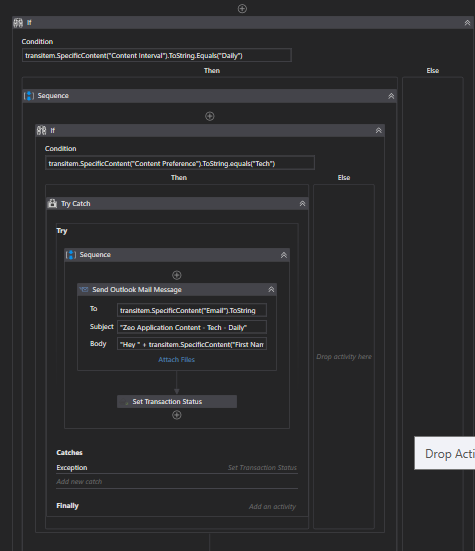 If
Condition
transitem.SpecificContent("Content Interval").ToString.Equals("Daily")
Then
Else
Sequence
If
Condition
transitem.SpecificContent("Content Preference").ToString.equals("Tech")
Then
Else
Try Catch
Try
Sequence
Send Outlook Mail Message
To
transitem.SpecificContent("Email").ToString
Subject
"Zeo Application Content - Tech - Daily"
Body
"Hey " + transitem.SpecificContent("First Nam
Attach Files
Drop activity here
Set Transaction Status
Catches
Drop Acti
Exception
Set Transaction Status
Add new catch
Finally
Add an activity